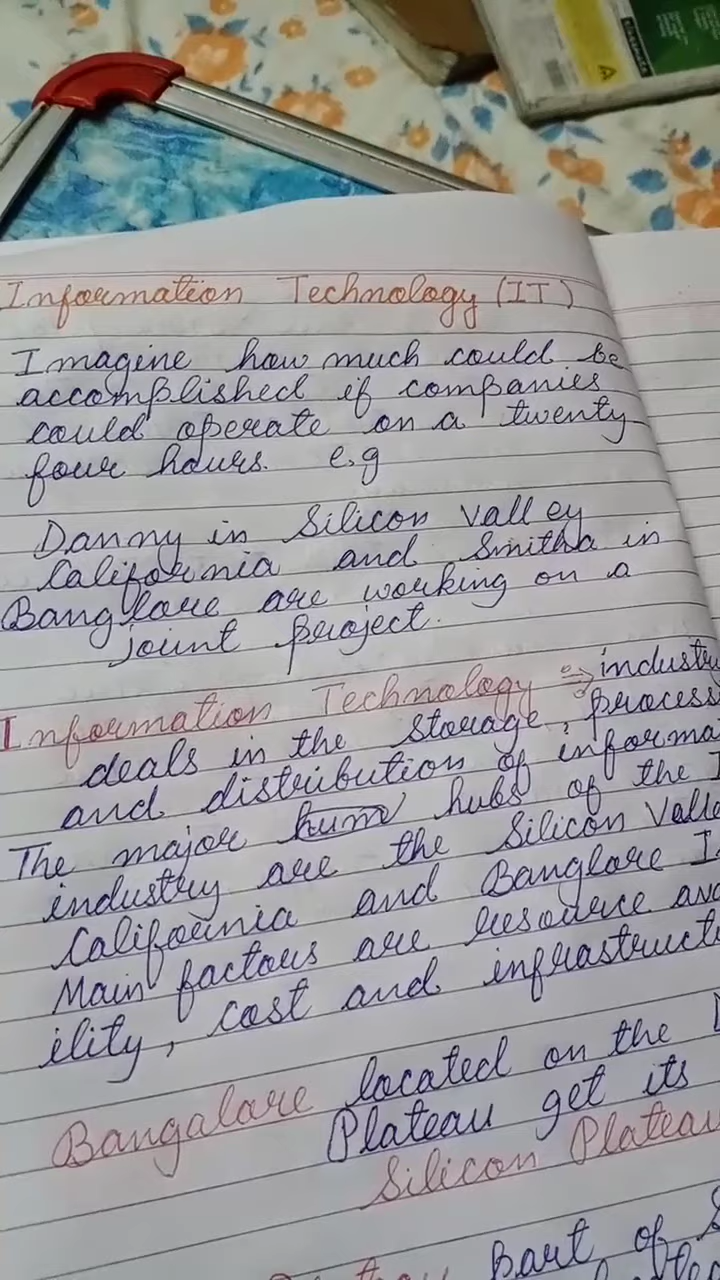 Information Technology (IT)
Imagine how much could be
accomplished if companies
could operate on a twenty
four hours. e.g
Danny in Silicon Valley
California and Smitha in
Banglore are working on a
joint project.
Information Technology ⇒ industry
deals in the storage, process
and distribution of informa
The major hubs of the I
industry are the Silicon Valle
California and Banglore I
Main factors are resource ava
ility, cost and infrastruct
Bangalore located on the D
Plateau get its
Silicon Plateau
Part of S
A